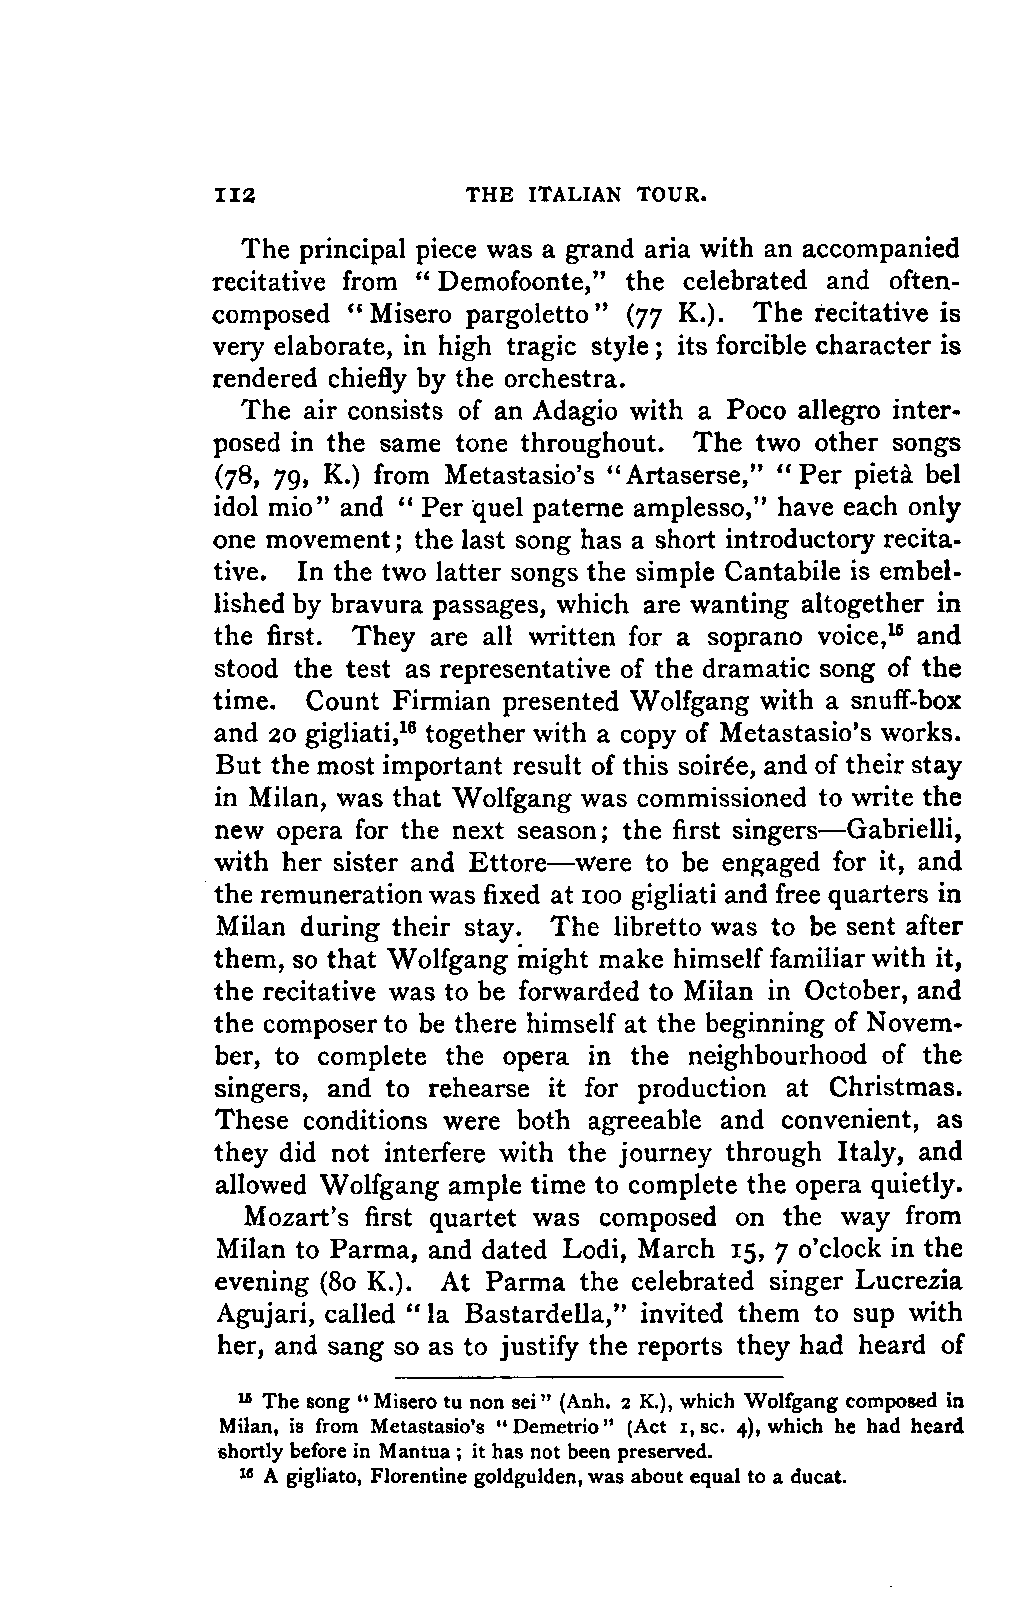 112 THE ITALIAN TOUR.
The principal piece was a grand aria with an accompanied
recitative from “ Demofoonte,” the celebrated and often-
composed “ Misero pargoletto ” (77 K.). The recitative is
very elaborate, in high tragic style ; its forcible character is
rendered chiefly by the orchestra.
The air consists of an Adagio with a Poco allegro inter-
posed in the same tone throughout. The two other songs
(78, 79, K.) from Metastasio’s “ Artaserse,” “ Per pietà bel
idol mio” and “ Per quel paterne amplesso,” have each only
one movement ; the last song has a short introductory recita-
tive. In the two latter songs the simple Cantabile is embel-
lished by bravura passages, which are wanting altogether in
the first. They are all written for a soprano voice,15 and
stood the test as representative of the dramatic song of the
time. Count Firmian presented Wolfgang with a snuff-box
and 20 gigliati,16 together with a copy of Metastasio’s works.
But the most important result of this soirée, and of their stay
in Milan, was that Wolfgang was commissioned to write the
new opera for the next season ; the first singers—Gabrielli,
with her sister and Ettore—were to be engaged for it, and
the remuneration was fixed at 100 gigliati and free quarters in
Milan during their stay. The libretto was to be sent after
them, so that Wolfgang might make himself familiar with it,
the recitative was to be forwarded to Milan in October, and
the composer to be there himself at the beginning of Novem-
ber, to complete the opera in the neighbourhood of the
singers, and to rehearse it for production at Christmas.
These conditions were both agreeable and convenient, as
they did not interfere with the journey through Italy, and
allowed Wolfgang ample time to complete the opera quietly.
Mozart’s first quartet was composed on the way from
Milan to Parma, and dated Lodi, March 15, 7 o’clock in the
evening (80 K.). At Parma the celebrated singer Lucrezia
Agujari, called “ la Bastardella,” invited them to sup with
her, and sang so as to justify the reports they had heard of
15 The song “ Misero tu non sei ” (Anh. 2 K.), which Wolfgang composed in
Milan, is from Metastasio’s “ Demetrio ” (Act 1, sc. 4), which he had heard
shortly before in Mantua ; it has not been preserved.
16 A gigliato, Florentine goldgulden, was about equal to a ducat.